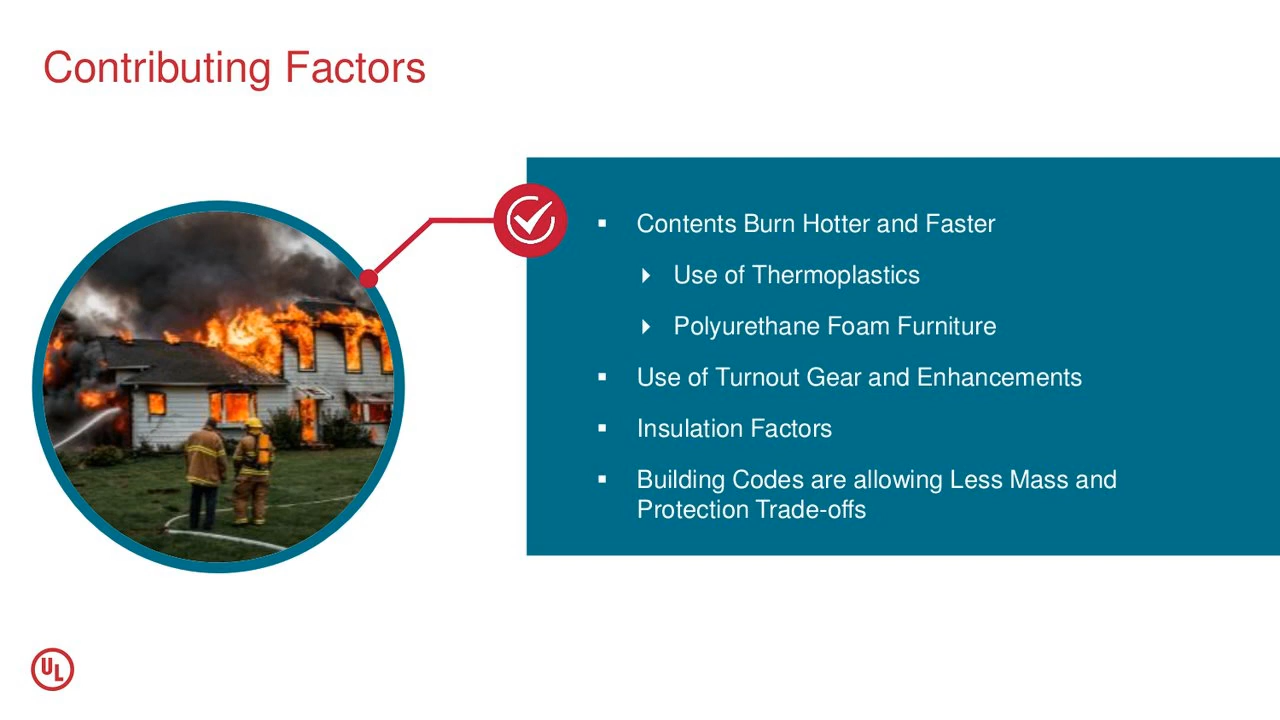 Contributing Factors
▪ Contents Burn Hotter and Faster
Use of Thermoplastics
Polyurethane Foam Furniture
▪ Use of Turnout Gear and Enhancements
▪ Insulation Factors
▪ Building Codes are allowing Less Mass and
Protection Trade-offs
UL